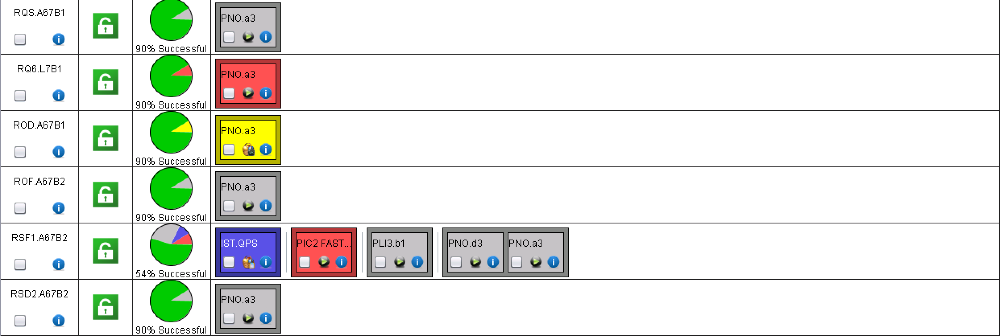 RQS.A67B1
90% Successful
PNO.a3
RQ6.L7B1
90% Successful
PNO.a3
ROD.A67B1
90% Successful
PNO.a3
ROF.A67B2
90% Successful
PNO.a3
RSF1.A67B2
54% Successful
IST.QPS
PIC2 FAST...
PLI3.b1
PNO.d3
PNO.a3
RSD2.A67B2
90% Successful
PNO.a3